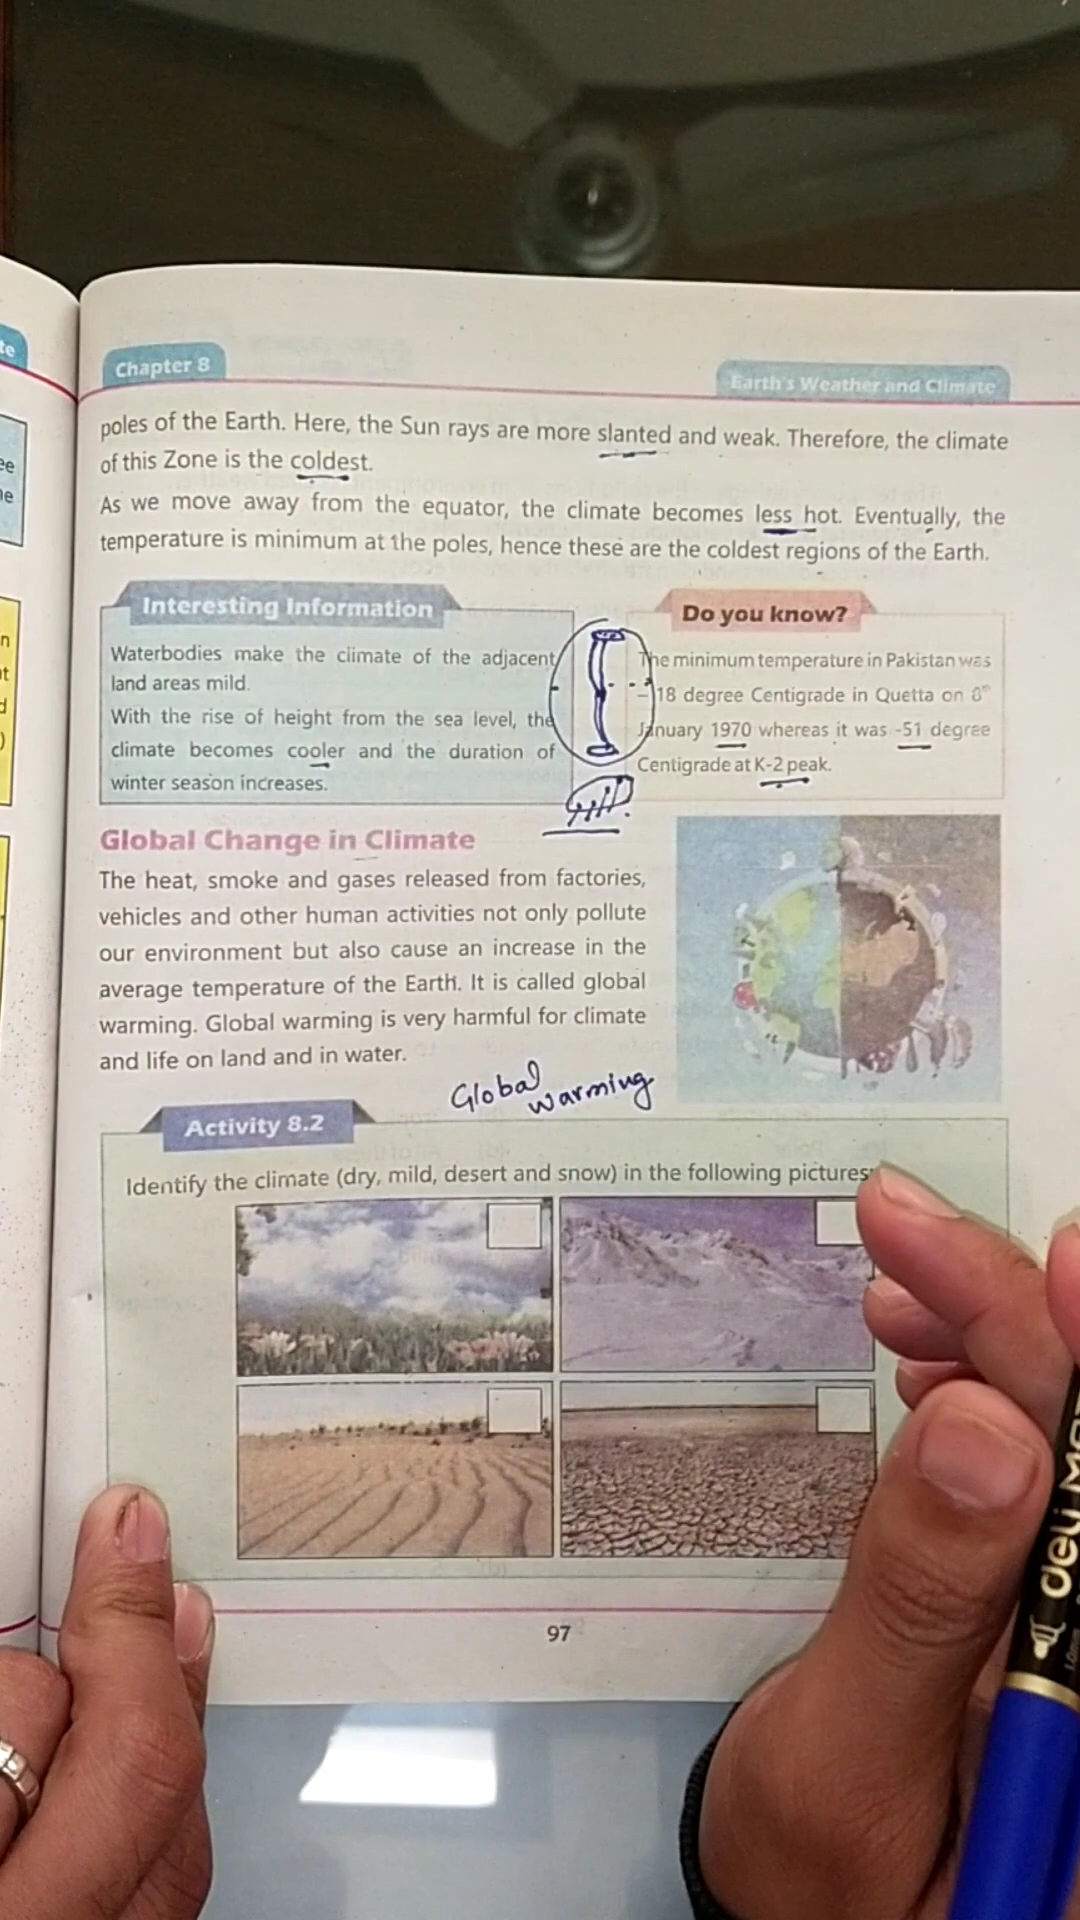 te
Chapter 8
Earth's Weather and Climate
ee
ne
poles of the Earth. Here, the Sun rays are more slanted and weak. Therefore, the climate
of this Zone is the coldest.
As we move away from the equator, the climate becomes less hot. Eventually, the
temperature is minimum at the poles, hence these are the coldest regions of the Earth.
Interesting Information
Waterbodies make the climate of the adjacent
land areas mild.
With the rise of height from the sea level, the
climate becomes cooler and the duration of
winter season increases.
Do you know?
The minimum temperature in Pakistan was
–18 degree Centigrade in Quetta on 8th
January 1970 whereas it was -51 degree
Centigrade at K-2 peak.
n
t
d
)
Global Change in Climate
The heat, smoke and gases released from factories,
vehicles and other human activities not only pollute
our environment but also cause an increase in the
average temperature of the Earth. It is called global
warming. Global warming is very harmful for climate
and life on land and in water.
Global
warming
Activity 8.2
Identify the climate (dry, mild, desert and snow) in the following pictures:
97
deli